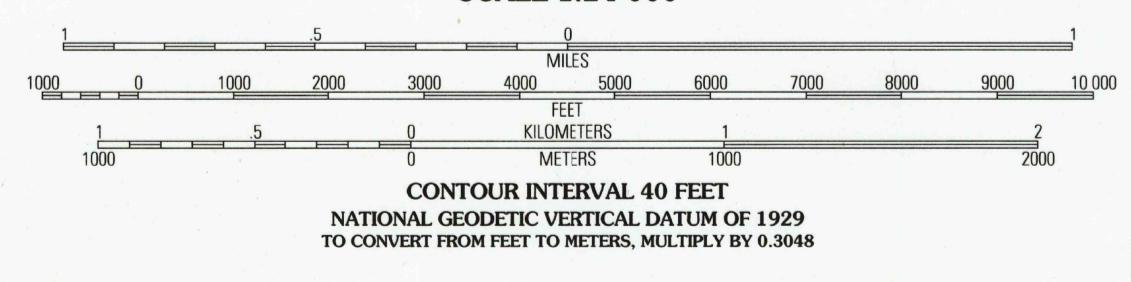 1 .5 0 1
MILES
1000 0 1000 2000 3000 4000 5000 6000 7000 8000 9000 10 000
FEET
1 .5 0 KILOMETERS 1 2
1000 0 METERS 1000 2000
CONTOUR INTERVAL 40 FEET
NATIONAL GEODETIC VERTICAL DATUM OF 1929
TO CONVERT FROM FEET TO METERS, MULTIPLY BY 0.3048